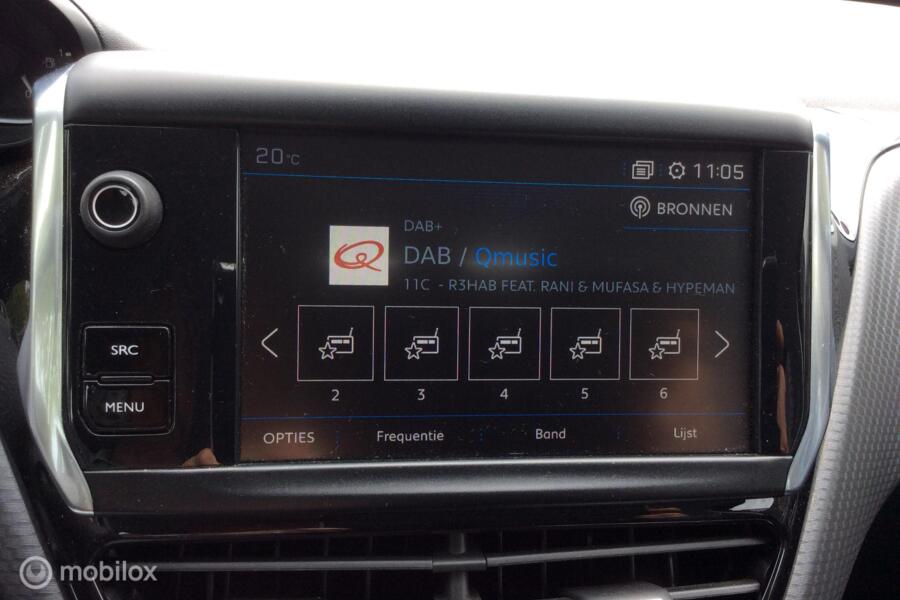 20°C 11:05
BRONNEN
DAB+
DAB / Qmusic
11C - R3HAB FEAT. RANI & MUFASA & HYPEMAN
SRC
MENU
2 3 4 5 6
OPTIES Frequentie Band Lijst
mobilox